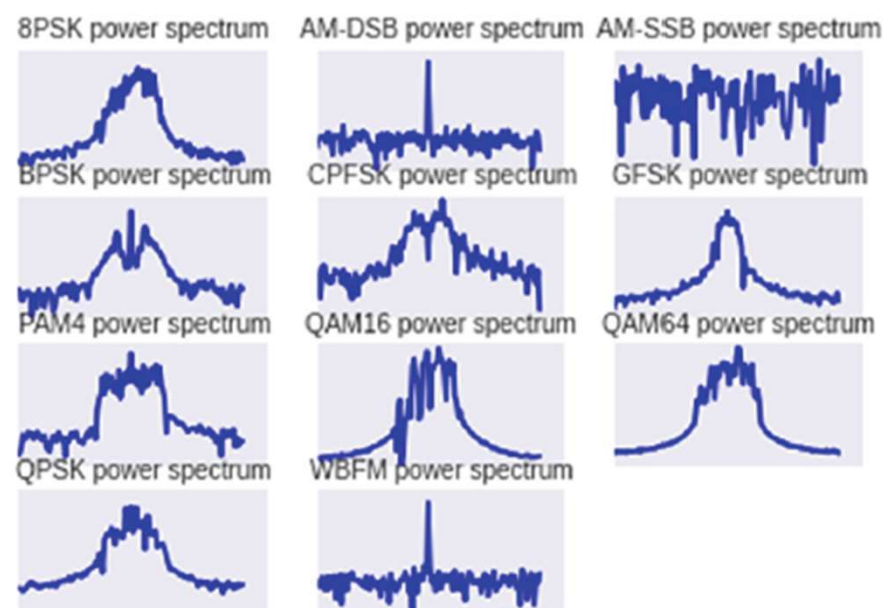 8PSK power spectrum
AM-DSB power spectrum
AM-SSB power spectrum
BPSK power spectrum
CPFSK power spectrum
GFSK power spectrum
PAM4 power spectrum
QAM16 power spectrum
QAM64 power spectrum
QPSK power spectrum
WBFM power spectrum